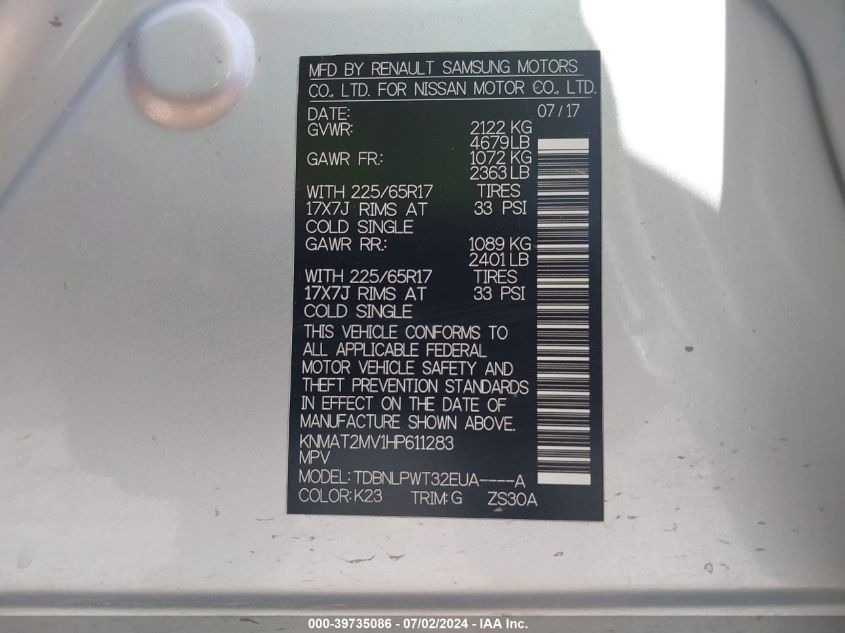 MFD BY RENAULT SAMSUNG MOTORS
CO., LTD. FOR NISSAN MOTOR CO., LTD.
DATE: 07/17
GVWR: 2122 KG
4679 LB
GAWR FR.: 1072 KG
2363 LB
WITH 225/65R17 TIRES
17X7J RIMS AT 33 PSI
COLD SINGLE
GAWR RR.: 1089 KG
2401 LB
WITH 225/65R17 TIRES
17X7J RIMS AT 33 PSI
COLD SINGLE
THIS VEHICLE CONFORMS TO
ALL APPLICABLE FEDERAL
MOTOR VEHICLE SAFETY AND
THEFT PREVENTION STANDARDS
IN EFFECT ON THE DATE OF
MANUFACTURE SHOWN ABOVE.
KNMAT2MV1HP611283
MPV
MODEL: TDBNLPWT32EUA----A
COLOR: K23 TRIM: G ZS30A
000-39735086 - 07/02/2024 - IAA Inc.